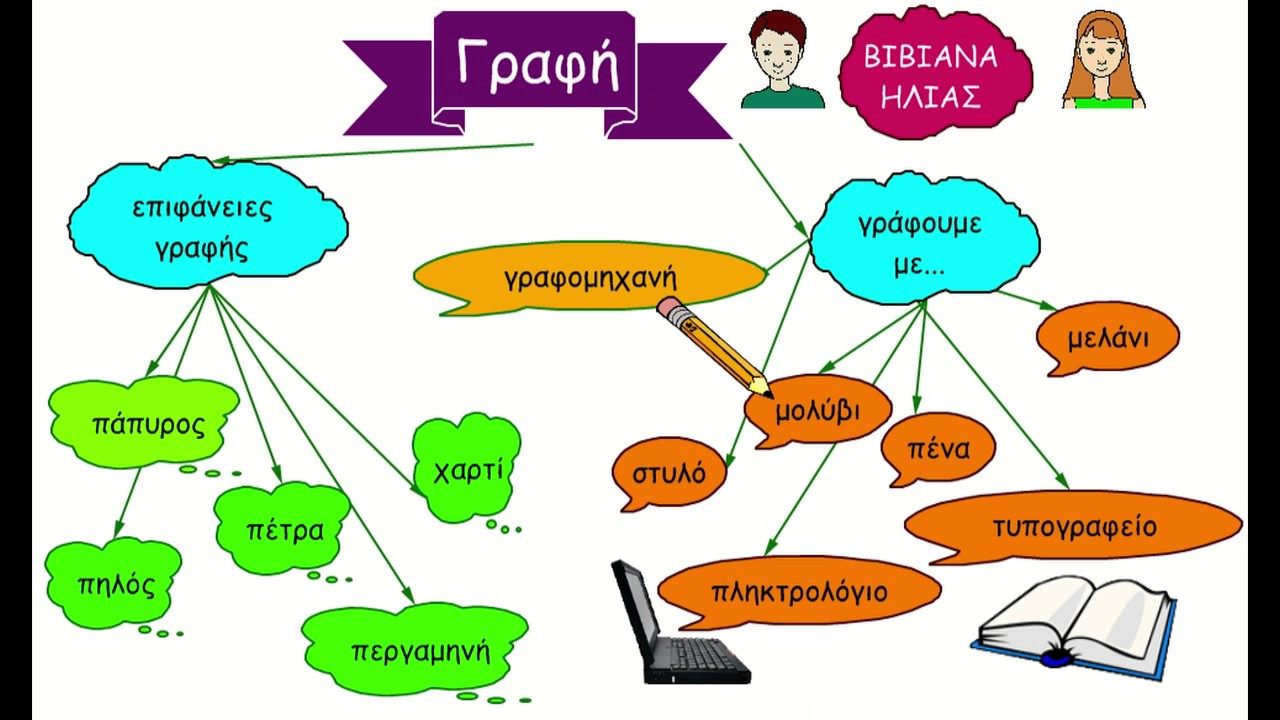 Γραφή
ΒΙΒΙΑΝΑ
ΗΛΙΑΣ
επιφάνειες
γραφής
γράφουμε
με...
γραφομηχανή
μελάνι
πάπυρος
μολύβι
πένα
χαρτί
στυλό
πέτρα
τυπογραφείο
πηλός
πληκτρολόγιο
περγαμηνή